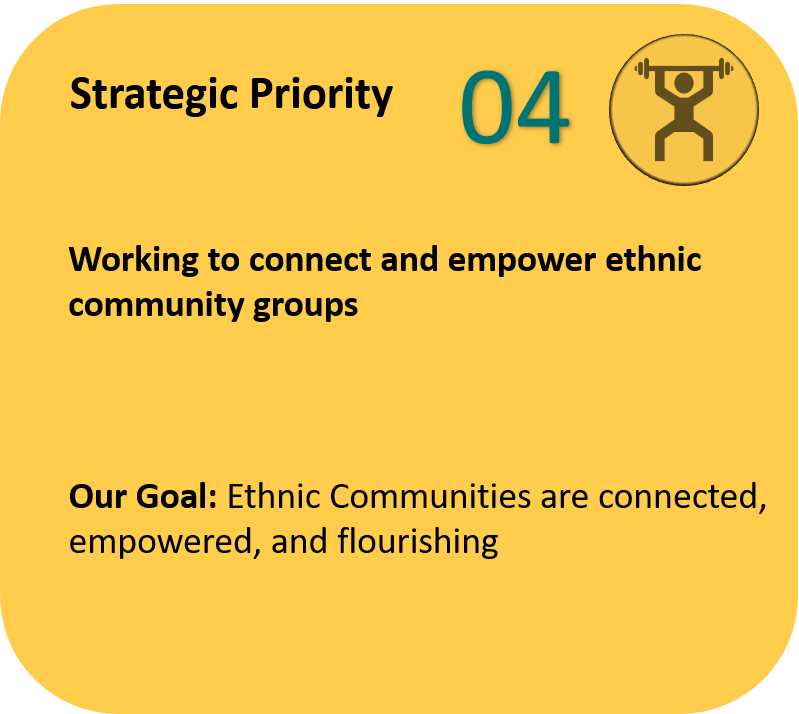 Strategic Priority 04
Working to connect and empower ethnic
community groups
Our Goal: Ethnic Communities are connected,
empowered, and flourishing